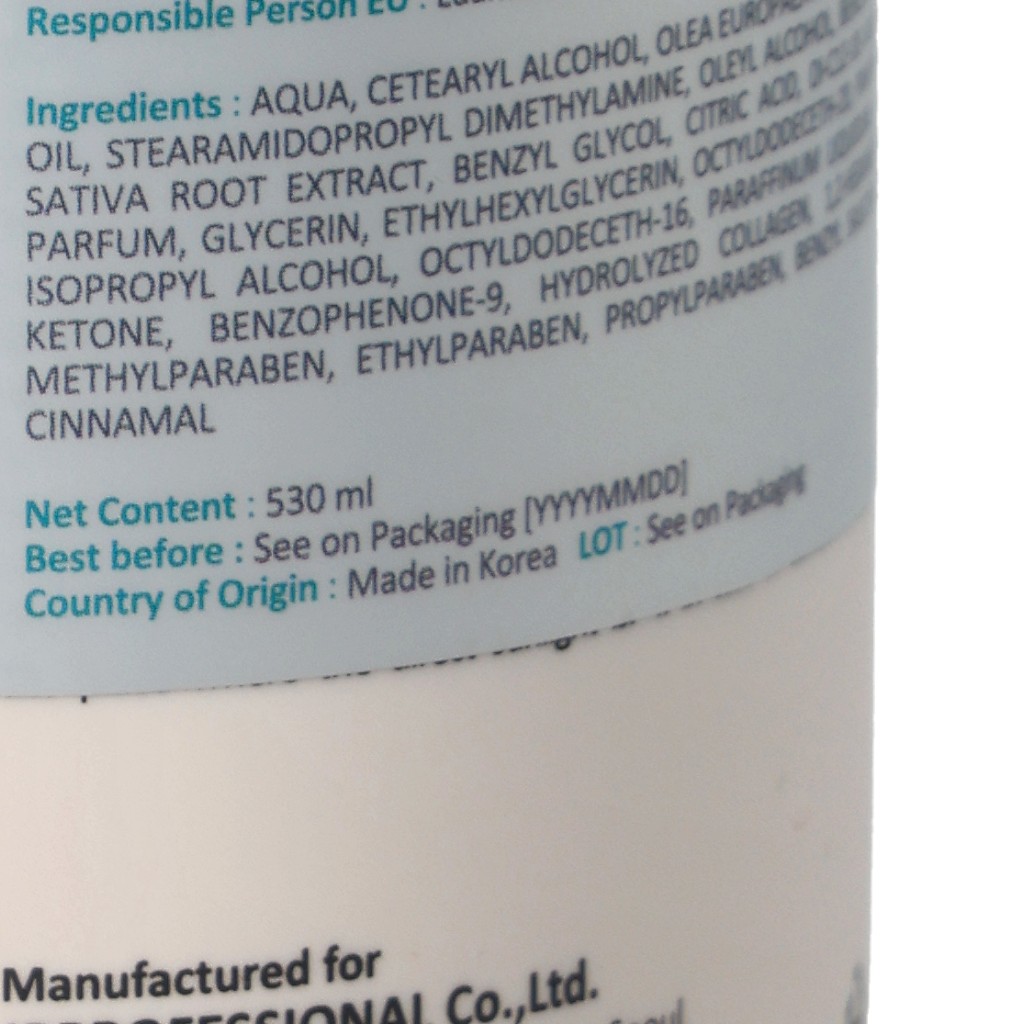 Responsible Person EU :
Ingredients : AQUA, CETEARYL ALCOHOL, OLEA EUROPAEA
OIL, STEARAMIDOPROPYL DIMETHYLAMINE, OLEYL ALCOHOL,
SATIVA ROOT EXTRACT, BENZYL GLYCOL, CITRIC ACID,
PARFUM, GLYCERIN, ETHYLHEXYLGLYCERIN,
ISOPROPYL ALCOHOL, OCTYLDODECETH-16, PARAFFINUM
KETONE, BENZOPHENONE-9, HYDROLYZED COLLAGEN,
METHYLPARABEN, ETHYLPARABEN, PROPYLPARABEN, BENZYL
CINNAMAL
Net Content : 530 ml
Best before : See on Packaging [YYYYMMDD]
Country of Origin : Made in Korea LOT : See on Packaging
Manufactured for
Co.,Ltd.
Seoul